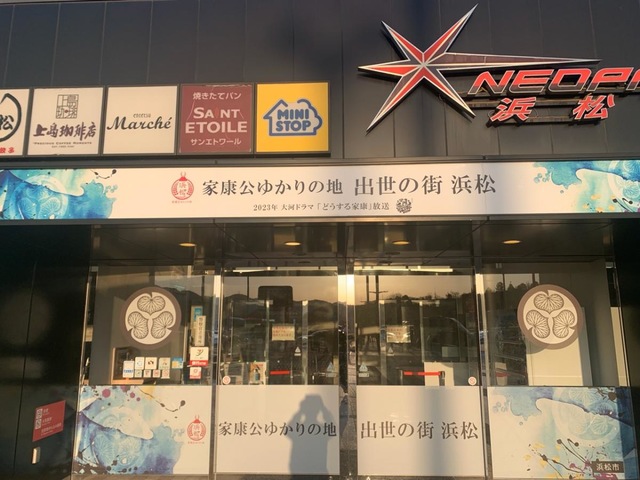 松
上島珈琲店
Marché
焼きたてパン
SAINT
ETOILE
サンエトワール
MINI
STOP
NEOPA
浜松
家康公ゆかりの地 出世の街 浜松
2023年 大河ドラマ「どうする家康」放送
家康公ゆかりの地
出世の街 浜松
浜松市